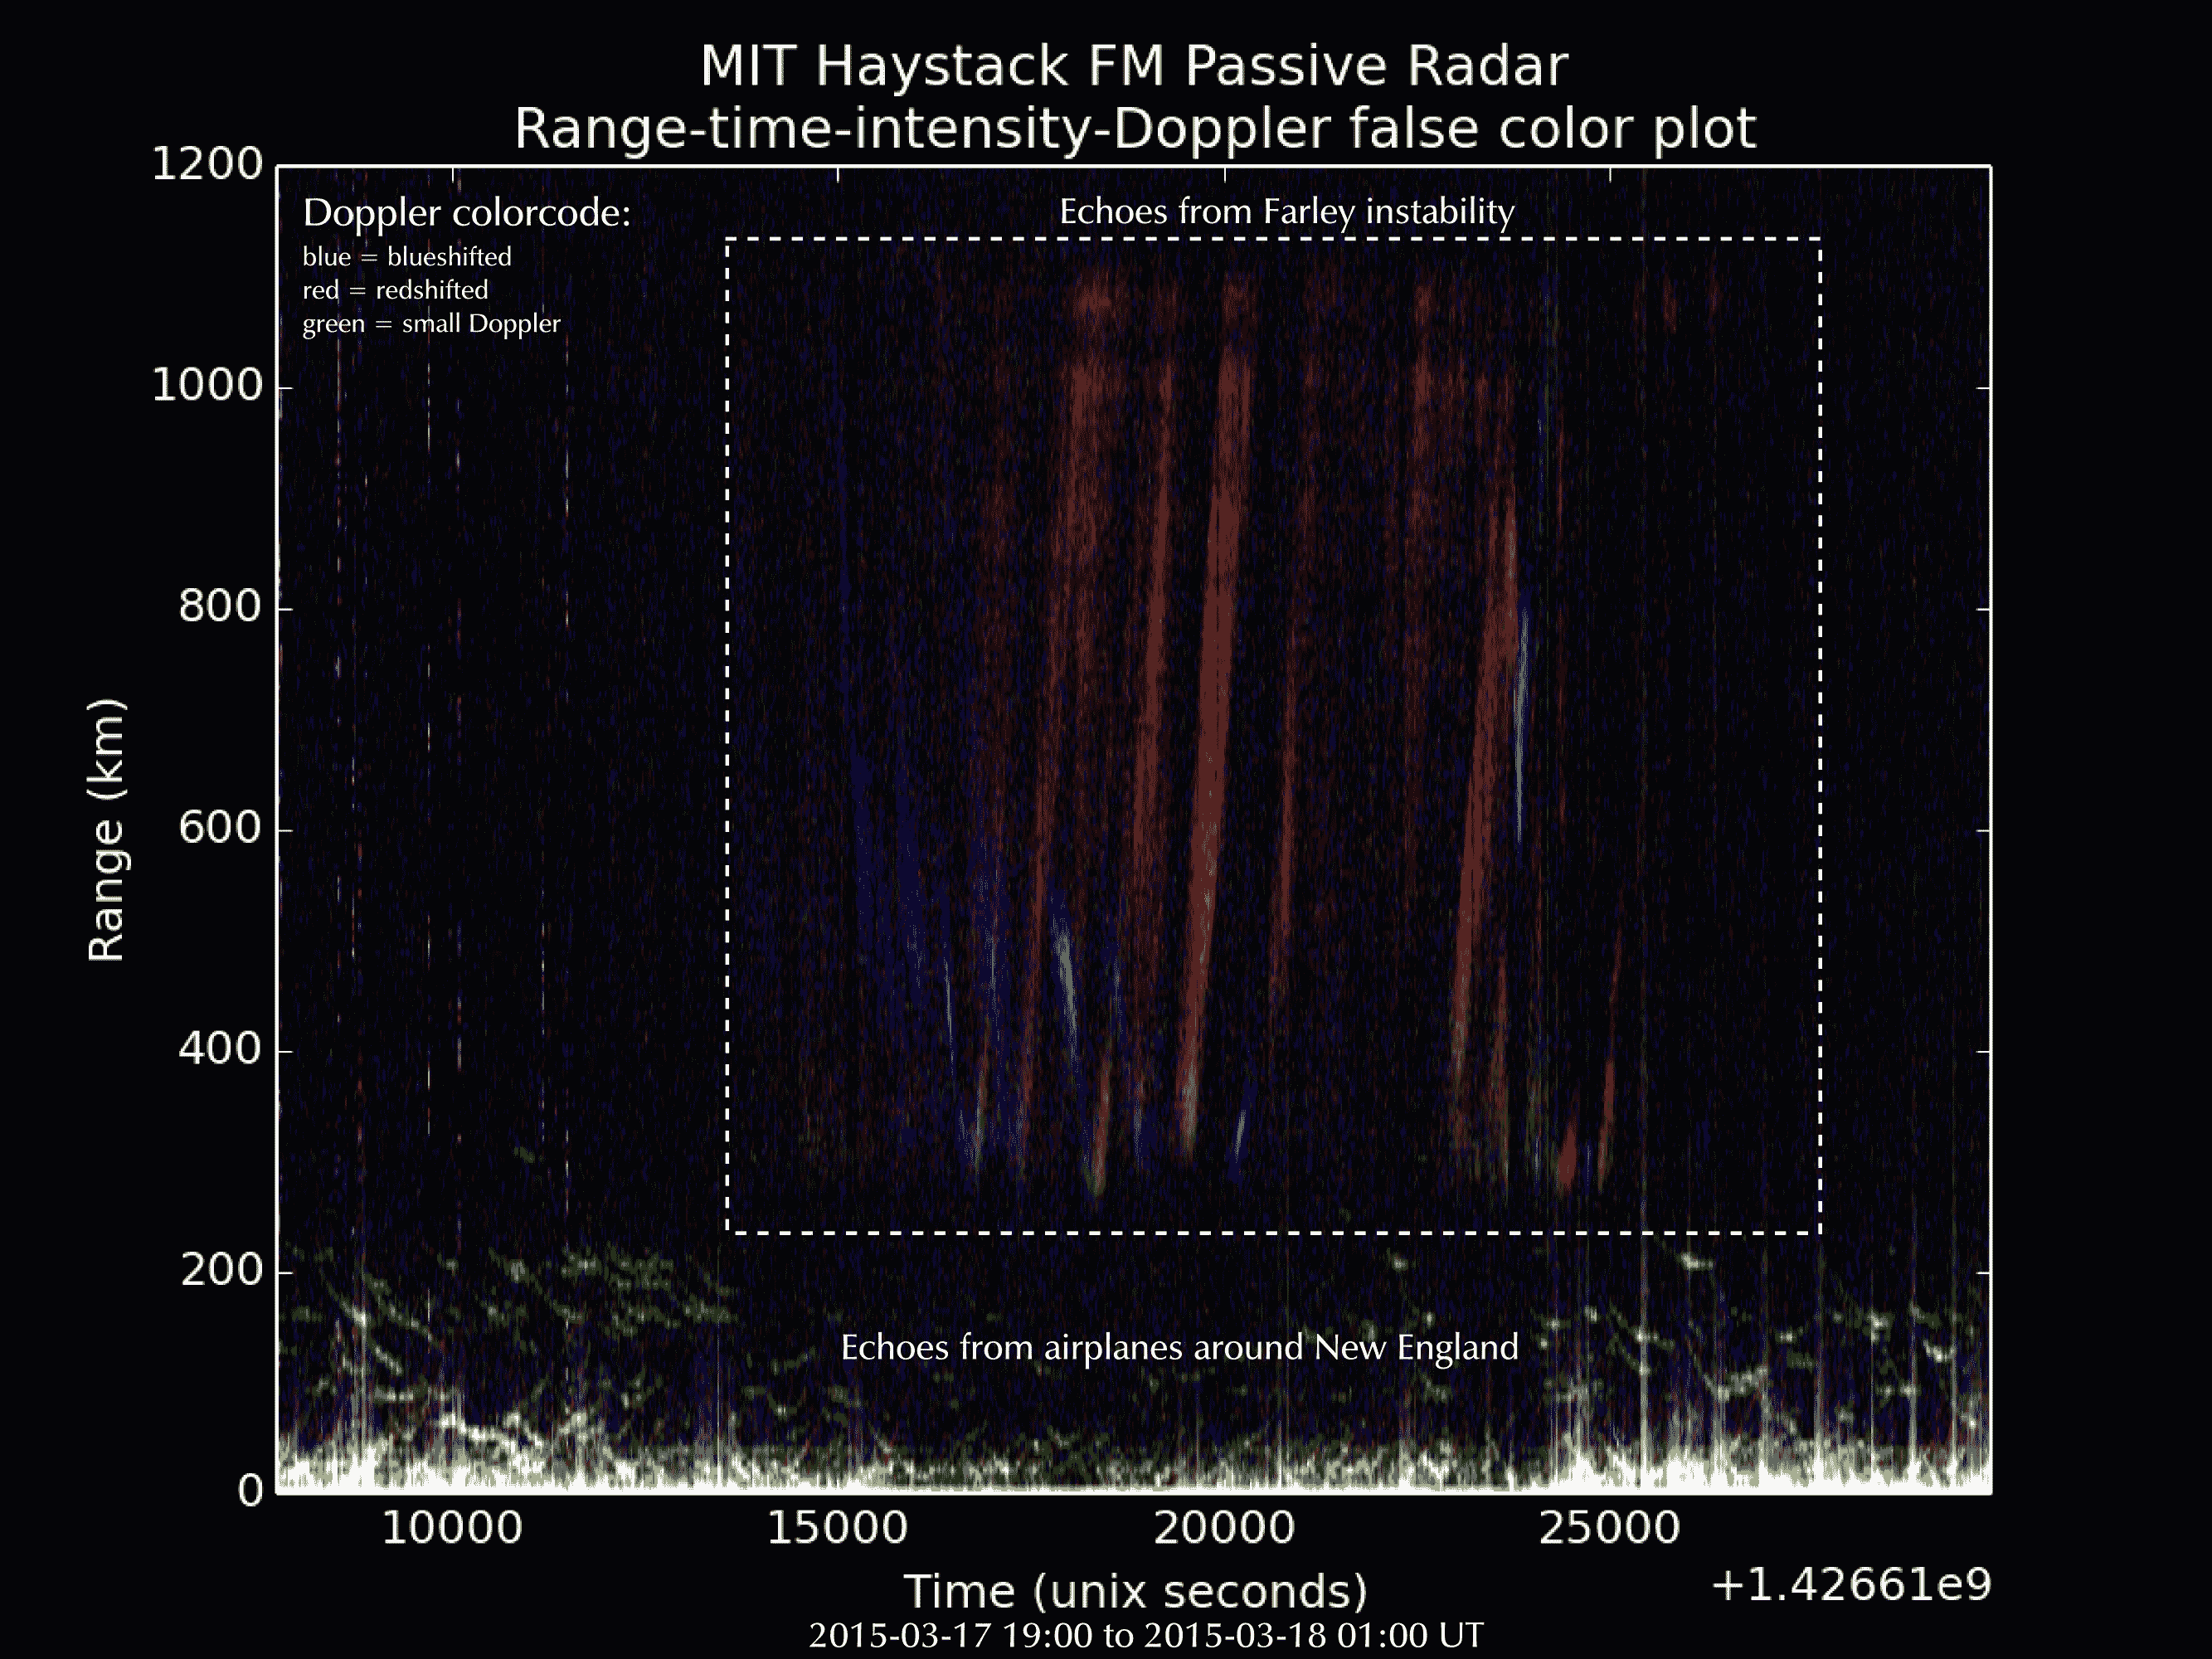 MIT Haystack FM Passive Radar
Range-time-intensity-Doppler false color plot
1200
Doppler colorcode:
blue = blueshifted
red = redshifted
green = small Doppler
Echoes from Farley instability
1000
800
Range (km)
600
400
200
Echoes from airplanes around New England
0
10000 15000 20000 25000
Time (unix seconds)
+1.42661e9
2015-03-17 19:00 to 2015-03-18 01:00 UT